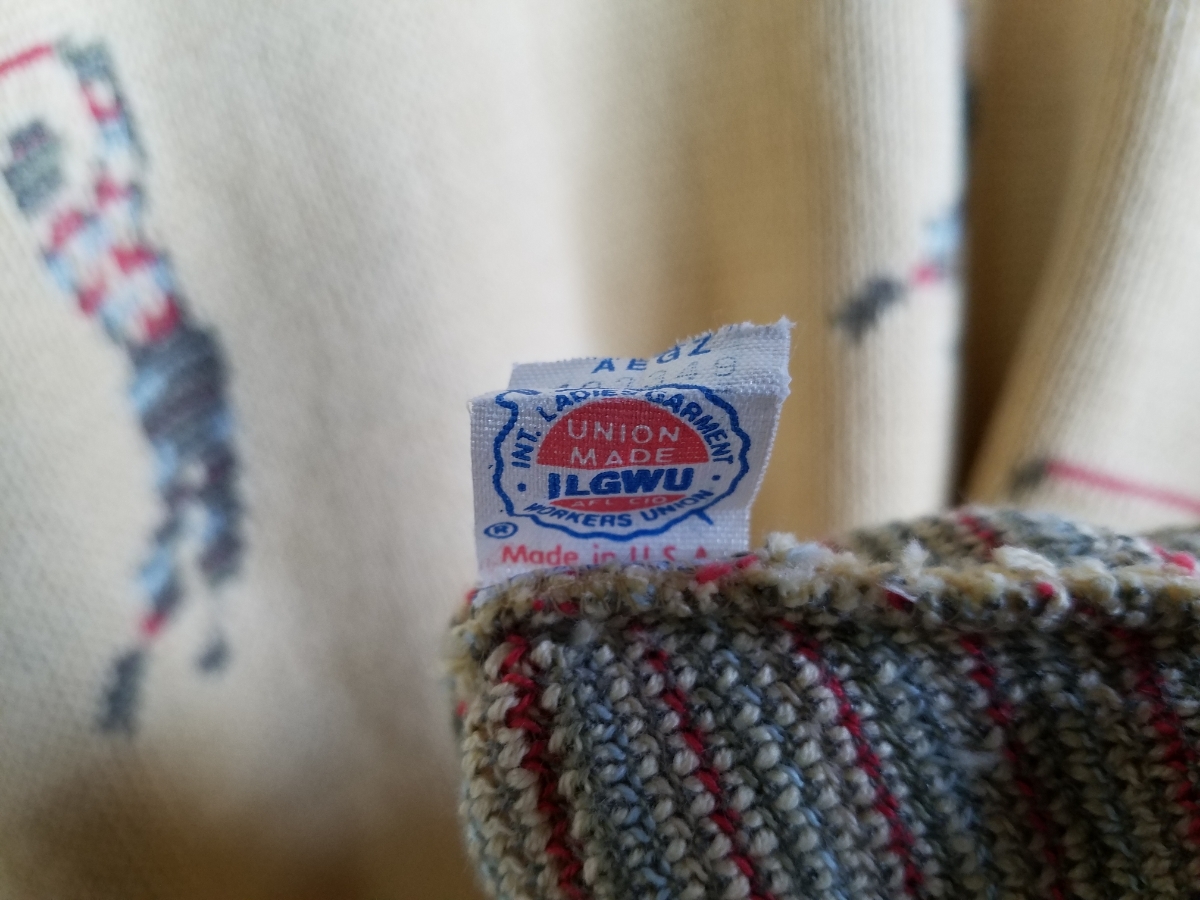 AEGZ
INT. LADIES GARMENT
UNION
MADE
ILGWU
AFL CIO
WORKERS UNION
®
Made in U.S.A.